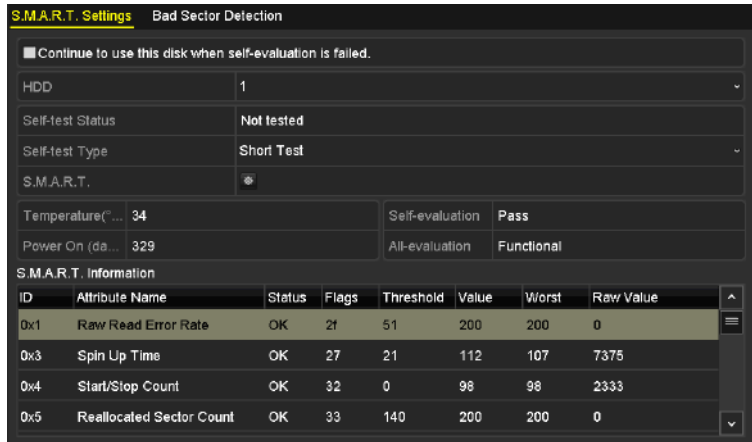 S.M.A.R.T. Settings Bad Sector Detection
Continue to use this disk when self-evaluation is failed.
HDD 1
Self-test Status Not tested
Self-test Type Short Test
S.M.A.R.T.
Temperature(°... 34 Self-evaluation Pass
Power On (da... 329 All-evaluation Functional
S.M.A.R.T. Information
ID Attribute Name Status Flags Threshold Value Worst Raw Value
0x1 Raw Read Error Rate OK 2f 51 200 200 0
0x3 Spin Up Time OK 27 21 112 107 7375
0x4 Start/Stop Count OK 32 0 98 98 2333
0x5 Reallocated Sector Count OK 33 140 200 200 0